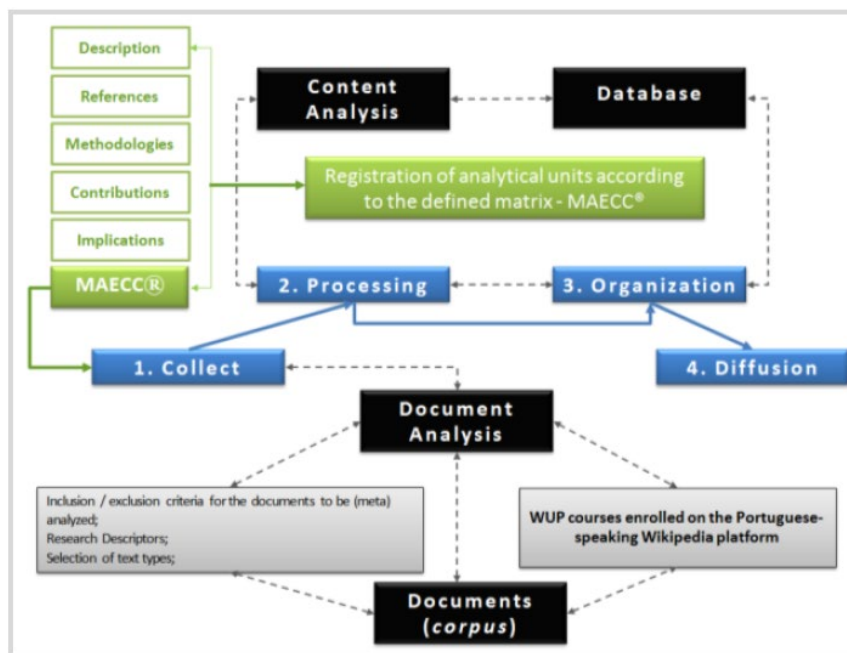 Description
References
Methodologies
Contributions
Implications
MAECC®
Content
Analysis
Database
Registration of analytical units according
to the defined matrix - MAECC®
2. Processing
3. Organization
1. Collect
4. Diffusion
Document
Analysis
Inclusion / exclusion criteria for the documents to be (meta)
analyzed;
Research Descriptors;
Selection of text types;
WUP courses enrolled on the Portuguese-
speaking Wikipedia platform
Documents
(corpus)